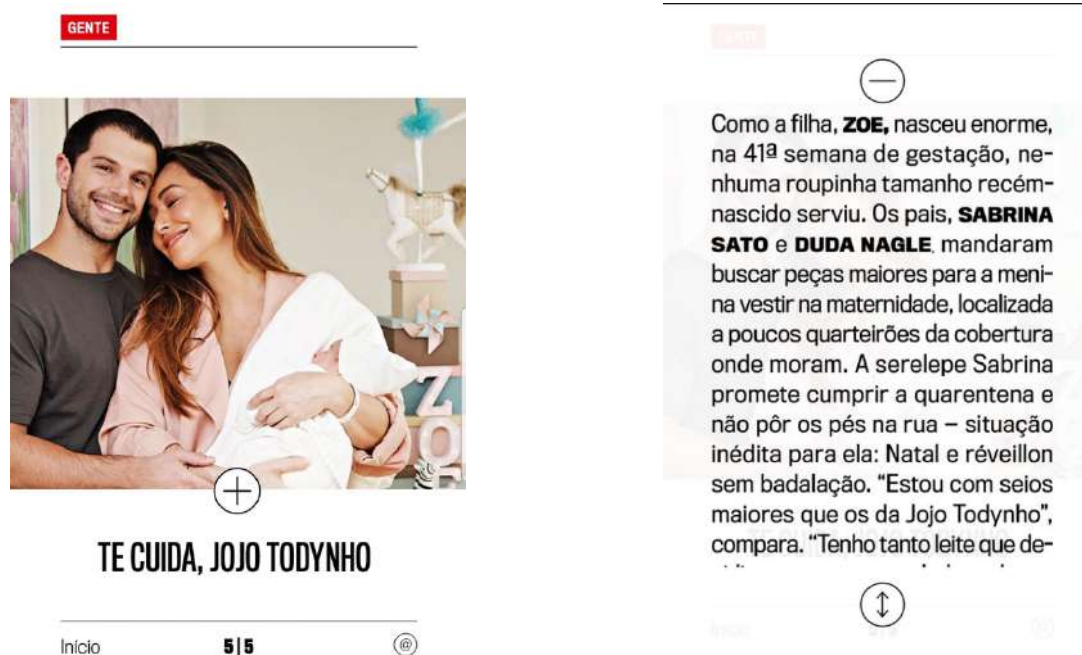 GENTE
TE CUIDA, JOJO TODYNHO
Início
5|5
@
Como a filha, ZOE, nasceu enorme,
na 41ª semana de gestação, ne-
nhuma roupinha tamanho recém-
nascido serviu. Os pais, SABRINA
SATO e DUDA NAGLE, mandaram
buscar peças maiores para a meni-
na vestir na maternidade, localizada
a poucos quarteirões da cobertura
onde moram. A serelepe Sabrina
promete cumprir a quarentena e
não pôr os pés na rua – situação
inédita para ela: Natal e réveillon
sem badalação. “Estou com seios
maiores que os da Jojo Todynho”,
compara. “Tenho tanto leite que de-